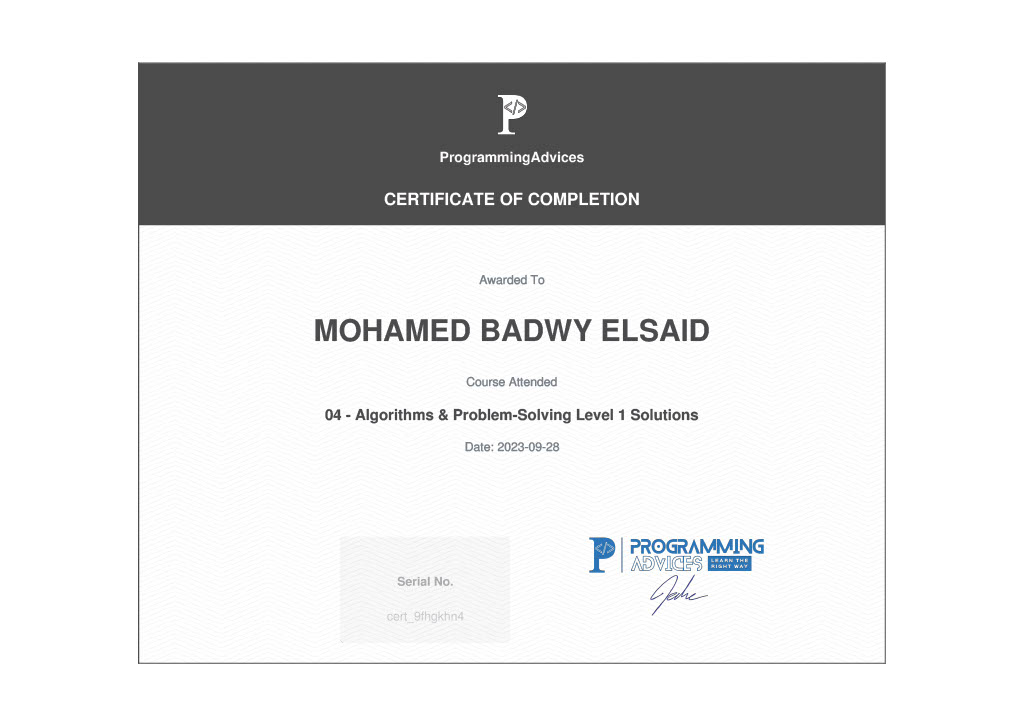 ProgrammingAdvices
CERTIFICATE OF COMPLETION
Awarded To
MOHAMED BADWY ELSAID
Course Attended
04 - Algorithms & Problem-Solving Level 1 Solutions
Date: 2023-09-28
Serial No.
cert_9fhgkhn4
PROGRAMMING
ADVICES LEARN THE RIGHT WAY